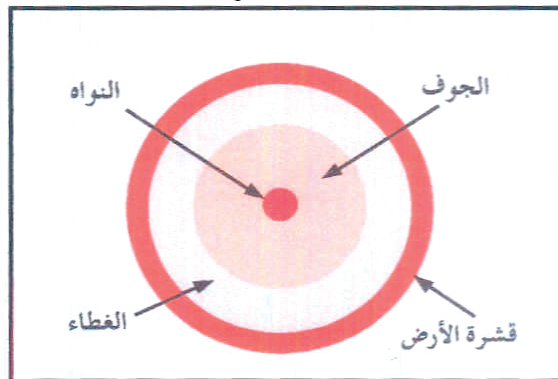 الجوف
النواه
الغطاء
قشرة الأرض